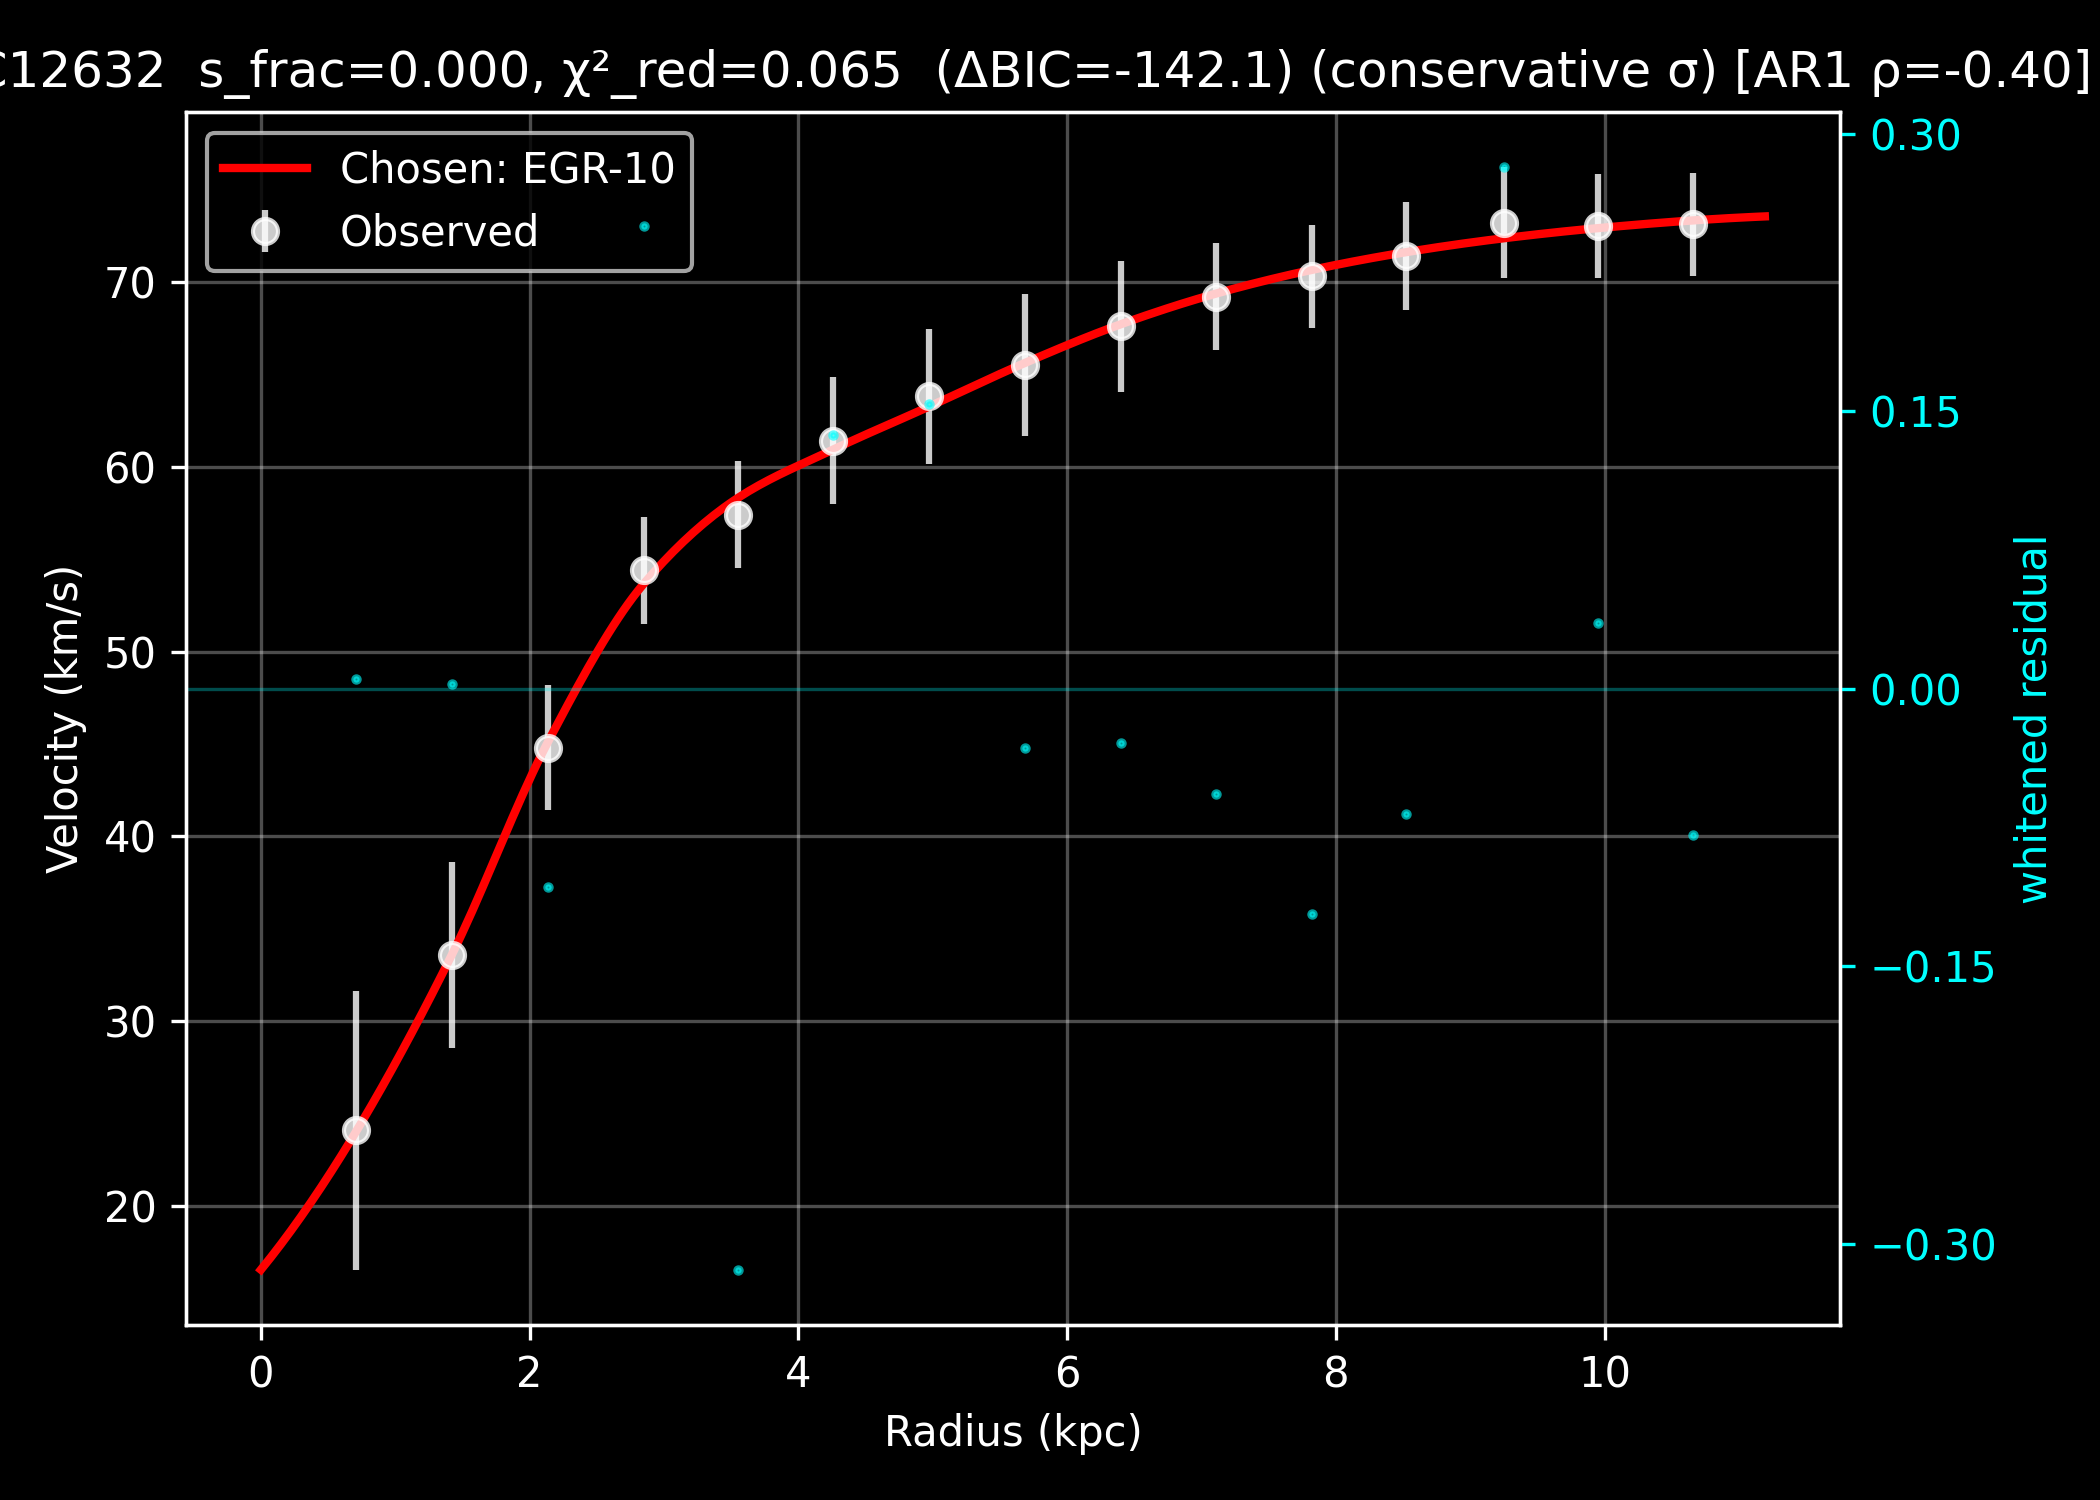 C12632  s_frac=0.000, χ²_red=0.065  (ΔBIC=-142.1) (conservative σ) [AR1 ρ=-0.40]
Chosen: EGR-10
Observed
Velocity (km/s)
70
60
50
40
30
20
0.30
0.15
0.00
−0.15
−0.30
whitened residual
0 2 4 6 8 10
Radius (kpc)